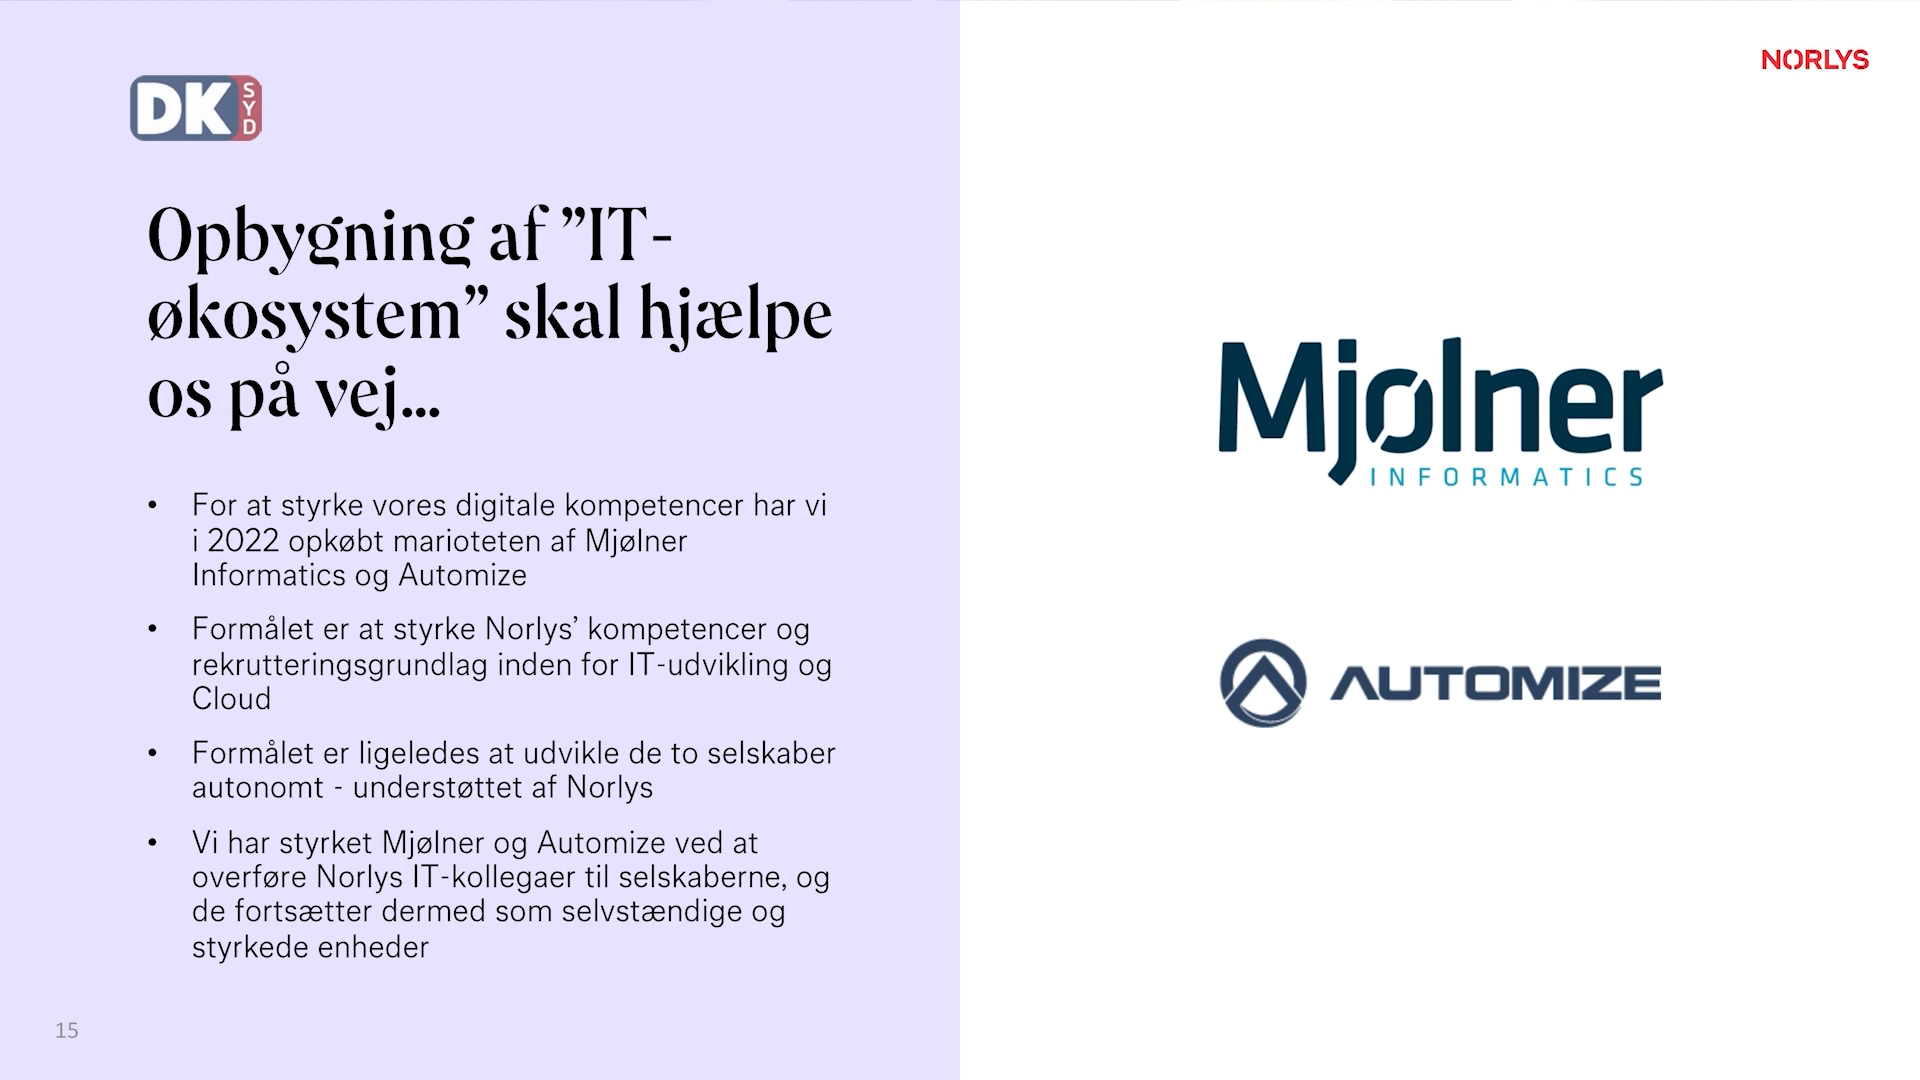 DK SYD
NORLYS
Opbygning af ”IT-
økosystem” skal hjælpe
os på vej...
• For at styrke vores digitale kompetencer har vi
i 2022 opkøbt marioteten af Mjølner
Informatics og Automize
• Formålet er at styrke Norlys’ kompetencer og
rekrutteringsgrundlag inden for IT-udvikling og
Cloud
• Formålet er ligeledes at udvikle de to selskaber
autonomt - understøttet af Norlys
• Vi har styrket Mjølner og Automize ved at
overføre Norlys IT-kollegaer til selskaberne, og
de fortsætter dermed som selvstændige og
styrkede enheder
Mjølner
INFORMATICS
AUTOMIZE
15